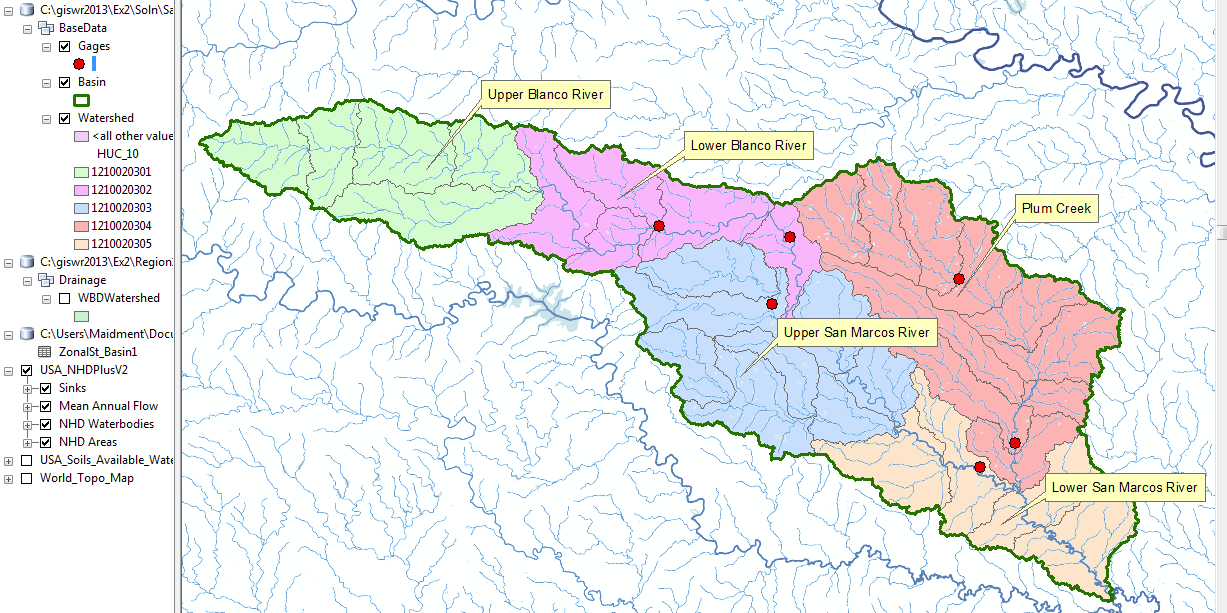 C:\giswr2013\Ex2\Soln\Sa
BaseData
Gages
Basin
Watershed
<all other value
HUC_10
1210020301
1210020302
1210020303
1210020304
1210020305
C:\giswr2013\Ex2\Region
Drainage
WBDWatershed
C:\Users\Maidment\Docu
ZonalSt_Basin1
USA_NHDPlusV2
Sinks
Mean Annual Flow
NHD Waterbodies
NHD Areas
USA_Soils_Available_Wate
World_Topo_Map
Upper Blanco River
Lower Blanco River
Plum Creek
Upper San Marcos River
Lower San Marcos River